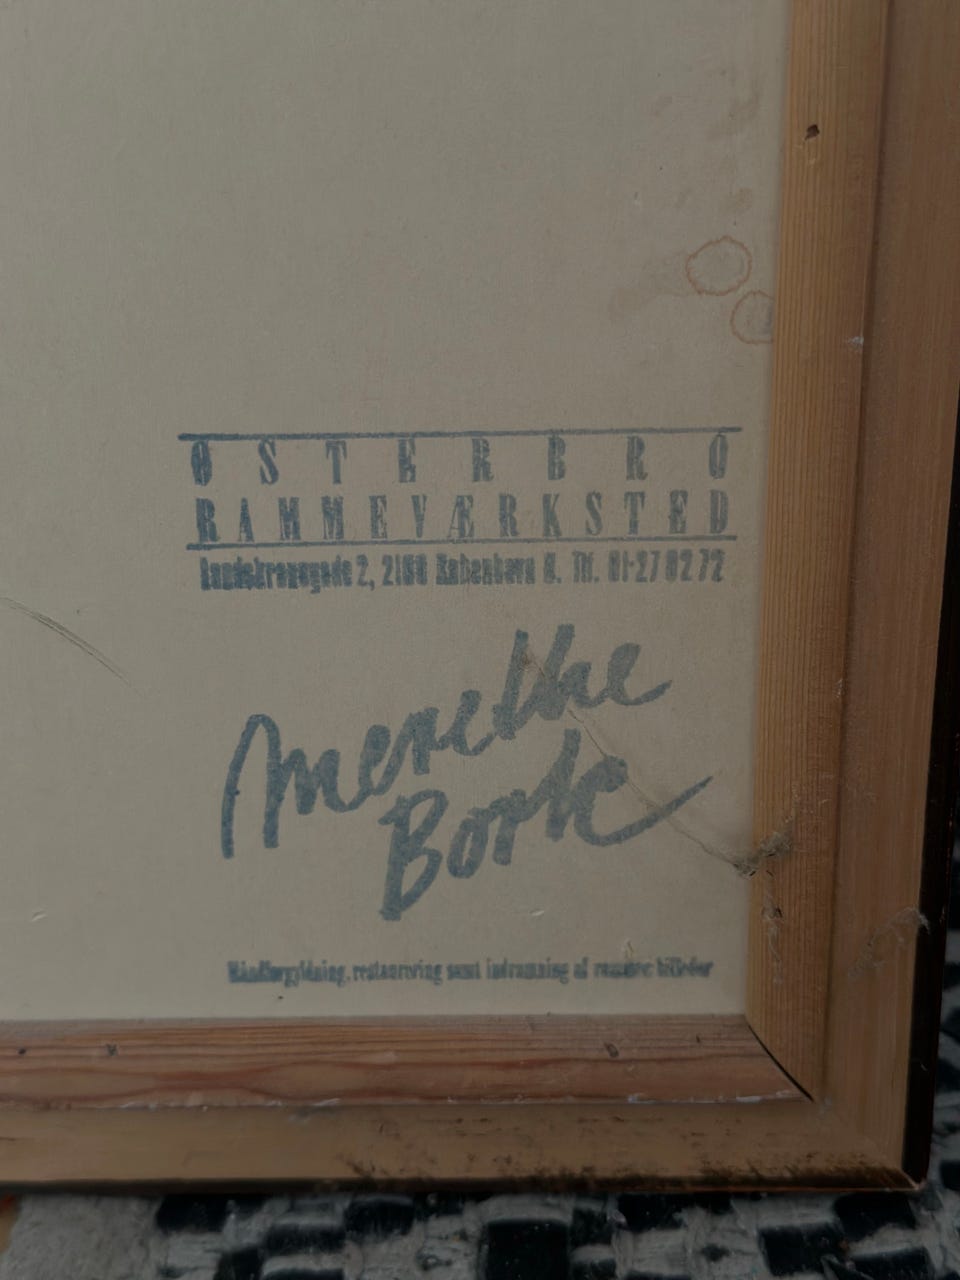 ØSTERBRO
RAMMEVÆRKSTED
Landskronagade 2, 2100 København Ø. Tlf. 01-27 02 72
Merethe
Bork
Håndforgyldning, restaurering samt indramning af rammer billeder